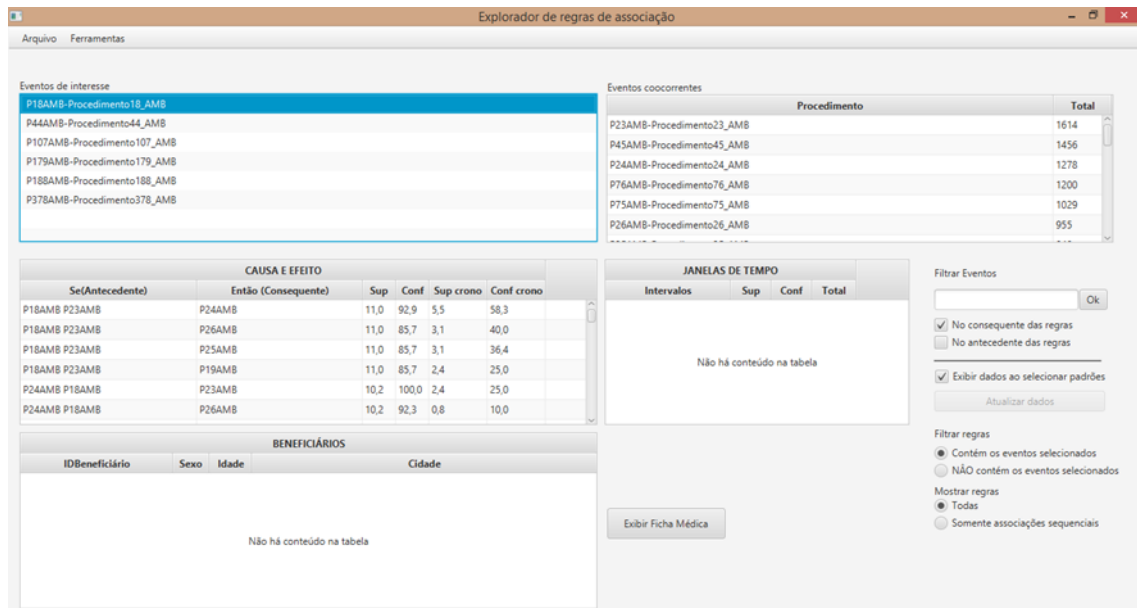 Explorador de regras de associação
Arquivo Ferramentas
Eventos de interesse
P18AMB-Procedimento18_AMB
P44AMB-Procedimento44_AMB
P107AMB-Procedimento107_AMB
P179AMB-Procedimento179_AMB
P188AMB-Procedimento188_AMB
P378AMB-Procedimento378_AMB
Eventos coocorrentes
Procedimento Total
P23AMB-Procedimento23_AMB 1614
P45AMB-Procedimento45_AMB 1456
P24AMB-Procedimento24_AMB 1278
P76AMB-Procedimento76_AMB 1200
P75AMB-Procedimento75_AMB 1029
P26AMB-Procedimento26_AMB 955
CAUSA E EFEITO
Se(Antecedente) Então (Consequente) Sup Conf Sup crono Conf crono
P18AMB P23AMB P24AMB 11,0 92,9 5,5 58,3
P18AMB P23AMB P26AMB 11,0 85,7 3,1 40,0
P18AMB P23AMB P25AMB 11,0 85,7 3,1 36,4
P18AMB P23AMB P19AMB 11,0 85,7 2,4 25,0
P24AMB P18AMB P23AMB 10,2 100,0 2,4 25,0
P24AMB P18AMB P26AMB 10,2 92,3 0,8 10,0
JANELAS DE TEMPO
Intervalos Sup Conf Total
Não há conteúdo na tabela
Filtrar Eventos
Ok
No consequente das regras
No antecedente das regras
Exibir dados ao selecionar padrões
Atualizar dados
Filtrar regras
Contém os eventos selecionados
NÃO contém os eventos selecionados
Mostrar regras
Todas
Somente associações sequenciais
BENEFICIÁRIOS
IDBeneficiário Sexo Idade Cidade
Não há conteúdo na tabela
Exibir Ficha Médica